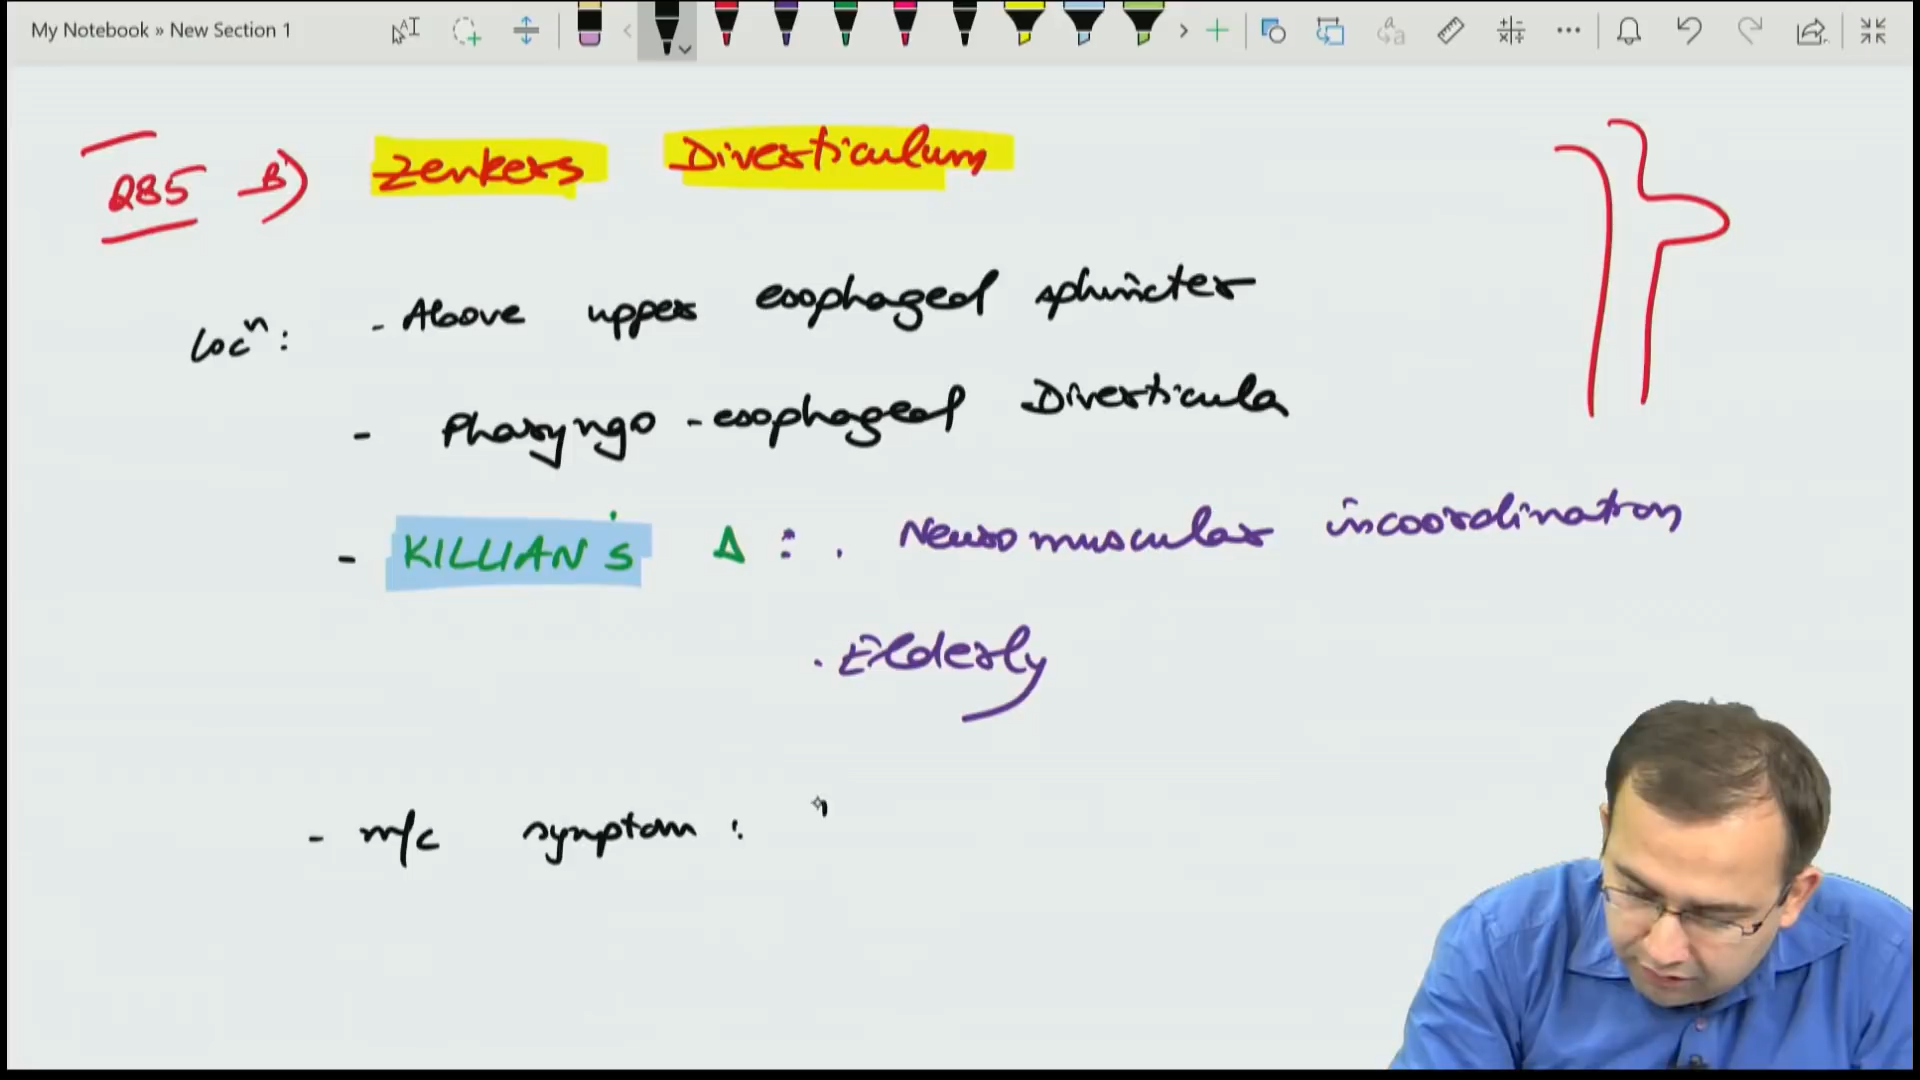 My Notebook » New Section 1
Q85 B) Zenkers Diverticulum
Locⁿ: - Above upper esophageal sphincter
- Pharyngo-esophageal Diverticula
- KILLIAN'S Δ : . Neuromuscular incoordination
. Elderly
- m/c symptom :